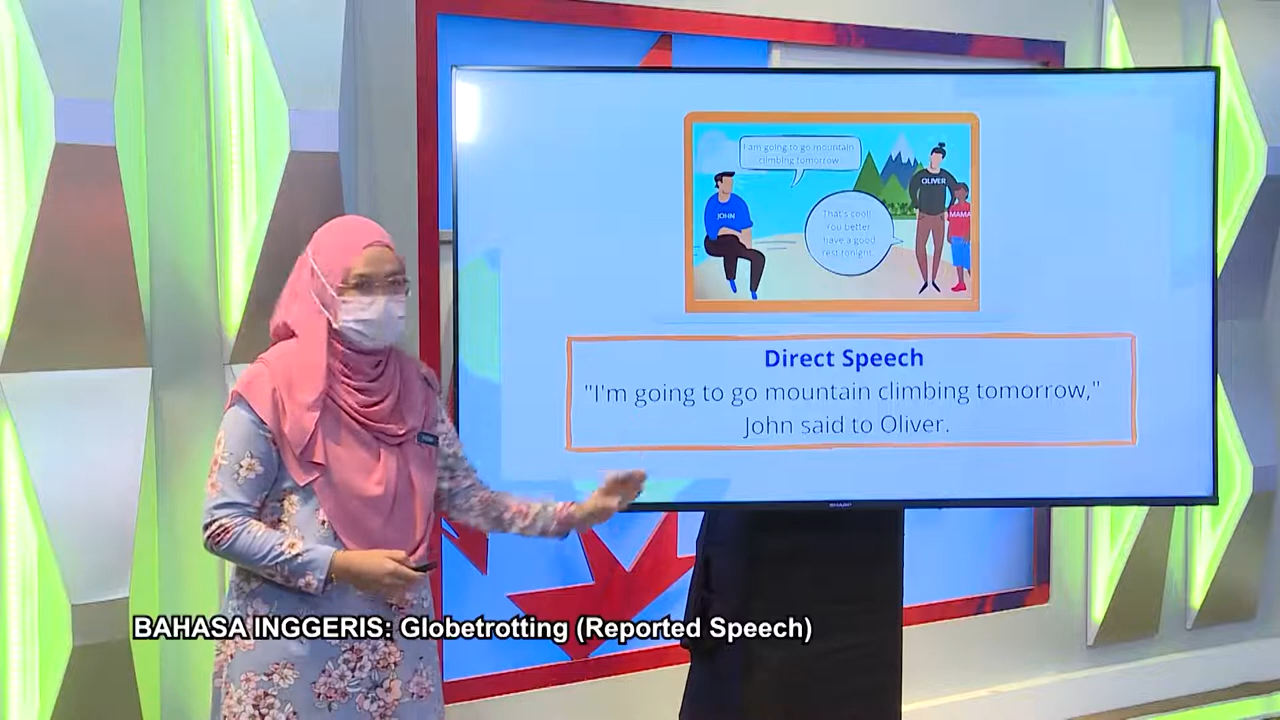 I am going to go mountain
climbing tomorrow
JOHN
OLIVER
MAMA
That's cool!
You better
have a good
rest tonight.
Direct Speech
"I'm going to go mountain climbing tomorrow,"
John said to Oliver.
SHARP
BAHASA INGGERIS: Globetrotting (Reported Speech)